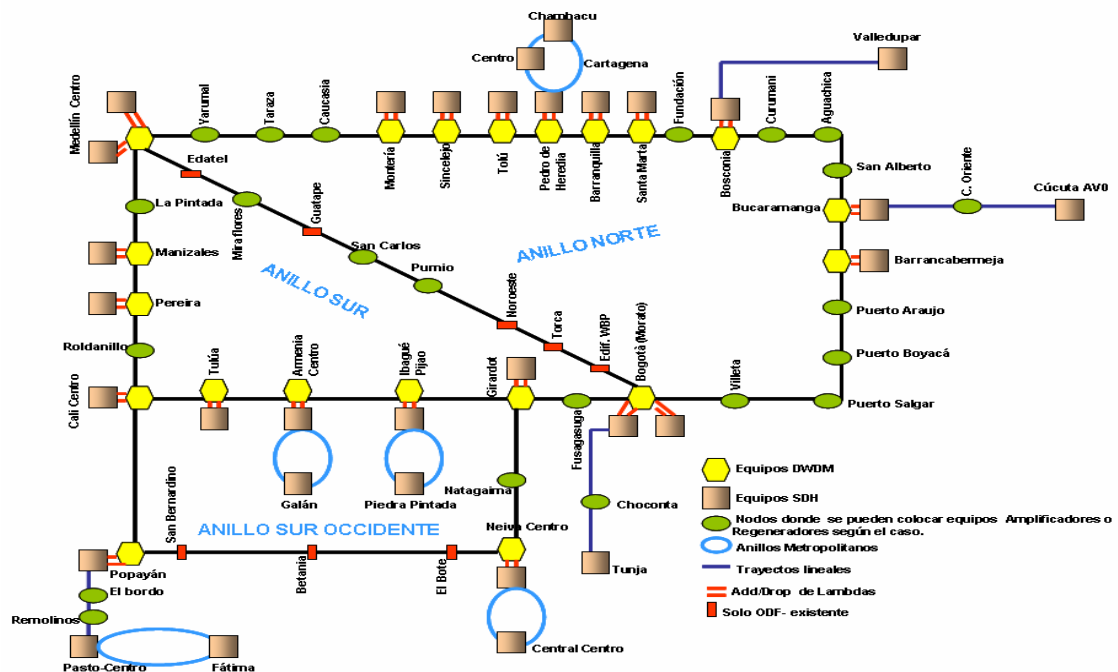 Chambacu
Centro
Cartagena
Valledupar
Medellín Centro
Yarumal
Taraza
Caucasia
Montería
Sincelejo
Tolú
Pedro de
Heredia
Barranquilla
Santa Marta
Fundación
Bosconia
Curumani
Aguachica
Edatel
San Alberto
La Pintada
Miraflores
Guatape
C. Oriente
Cúcuta AV0
Bucaramanga
ANILLO NORTE
San Carlos
Manizales
Barrancabermeja
ANILLO SUR
Purnio
Pereira
Noroeste
Puerto Araujo
Torca
Roldanillo
Edif. WBP
Puerto Boyacá
Tulúa
Armenia
Centro
Ibagué
Pijao
Girardot
Bogotá (Morato)
Cali Centro
Villeta
Puerto Salgar
Fusagasuga
Equipos DWDM
Natagaima
Equipos SDH
Galán
Piedra Pintada
Choconta
San Bernardino
ANILLO SUR OCCIDENTE
Neiva Centro
Nodos donde se pueden colocar equipos Amplificadores o
Regeneradores según el caso.
Anillos Metropolitanos
Betania
El Bote
Popayán
Tunja
Trayectos lineales
El bordo
Add/Drop de Lambdas
Remolinos
Solo ODF- existente
Central Centro
Pasto-Centro
Fátima